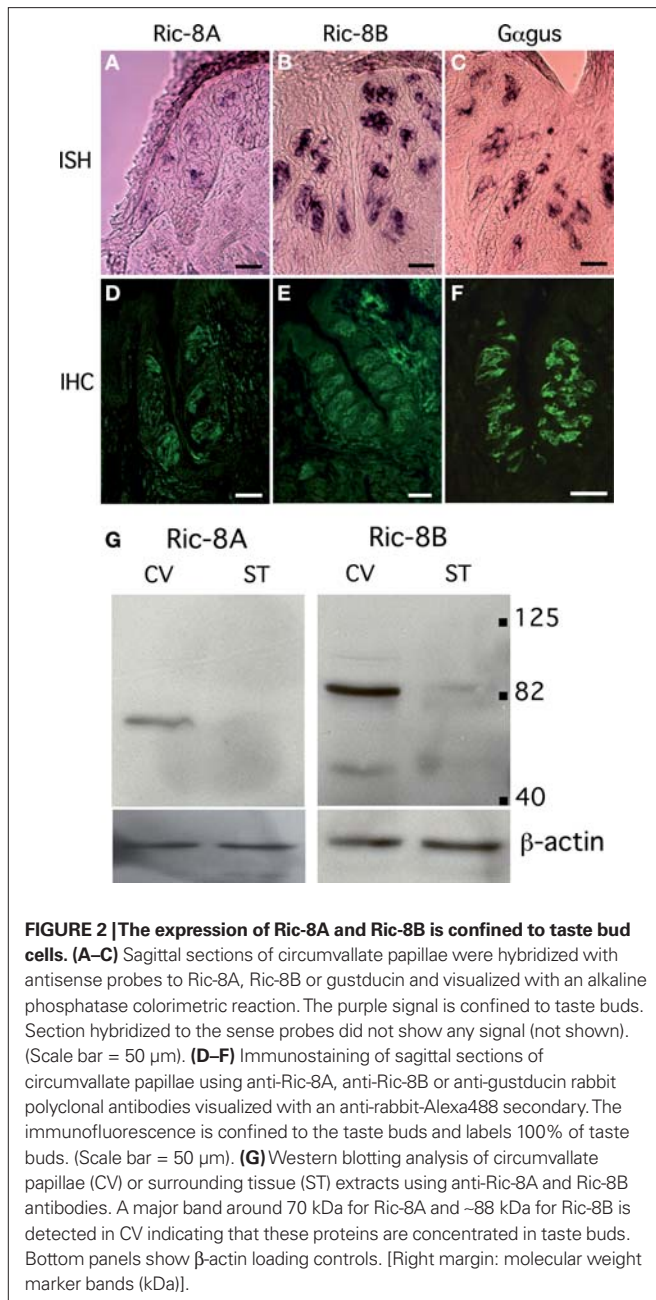 Ric-8A Ric-8B Gαgus
A B C
ISH
D E F
IHC
G Ric-8A Ric-8B
CV ST CV ST
125
82
40
β-actin
FIGURE 2 | The expression of Ric-8A and Ric-8B is confined to taste bud
cells. (A–C) Sagittal sections of circumvallate papillae were hybridized with
antisense probes to Ric-8A, Ric-8B or gustducin and visualized with an alkaline
phosphatase colorimetric reaction. The purple signal is confined to taste buds.
Section hybridized to the sense probes did not show any signal (not shown).
(Scale bar = 50 μm). (D–F) Immunostaining of sagittal sections of
circumvallate papillae using anti-Ric-8A, anti-Ric-8B or anti-gustducin rabbit
polyclonal antibodies visualized with an anti-rabbit-Alexa488 secondary. The
immunofluorescence is confined to the taste buds and labels 100% of taste
buds. (Scale bar = 50 μm). (G) Western blotting analysis of circumvallate
papillae (CV) or surrounding tissue (ST) extracts using anti-Ric-8A and Ric-8B
antibodies. A major band around 70 kDa for Ric-8A and ~88 kDa for Ric-8B is
detected in CV indicating that these proteins are concentrated in taste buds.
Bottom panels show β-actin loading controls. [Right margin: molecular weight
marker bands (kDa)].